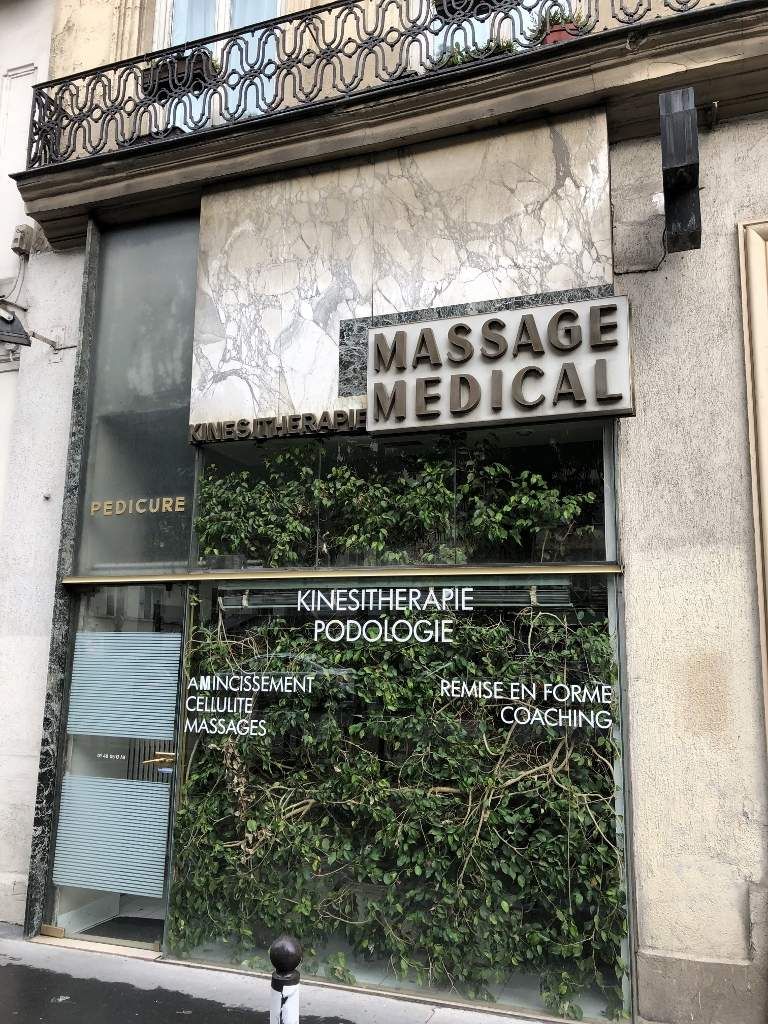 MASSAGE
MEDICAL
KINESITHERAPIE
PEDICURE
KINESITHERAPIE
PODOLOGIE
AMINCISSEMENT
CELLULITE
MASSAGES
REMISE EN FORME
COACHING